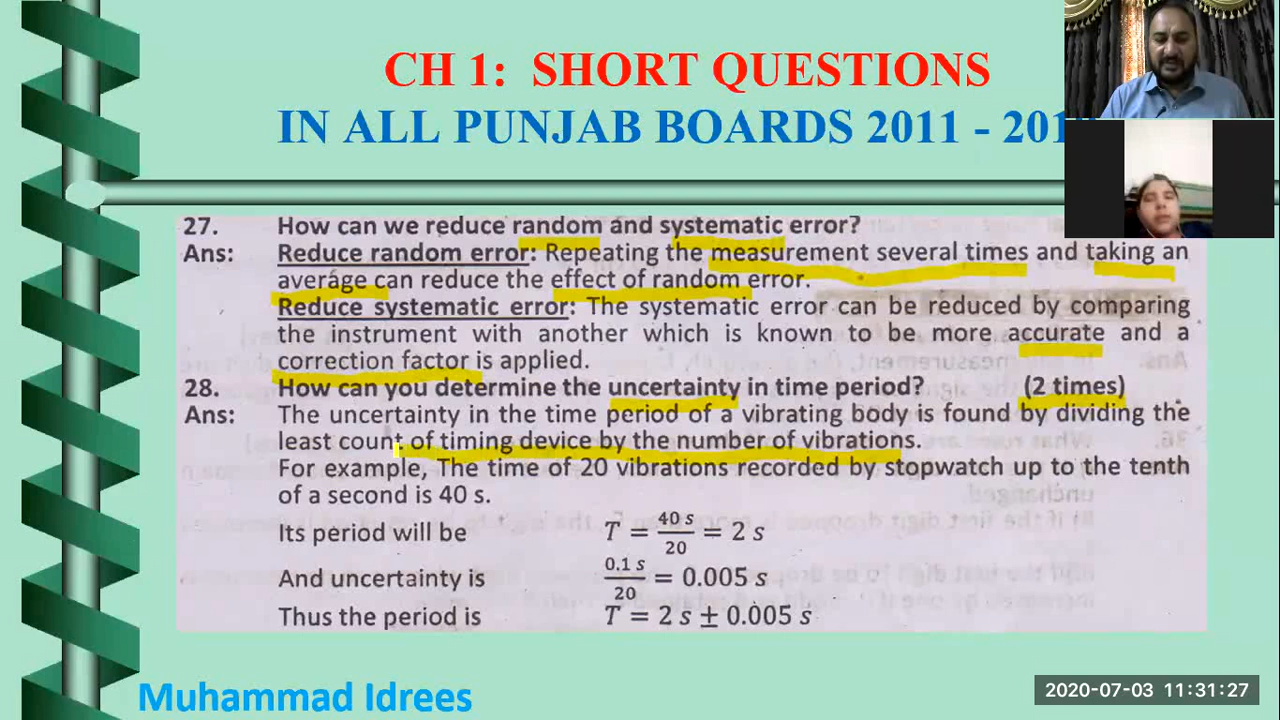 CH 1: SHORT QUESTIONS
IN ALL PUNJAB BOARDS 2011 - 201
27. How can we reduce random and systematic error?
Ans: Reduce random error: Repeating the measurement several times and taking an
average can reduce the effect of random error.
Reduce systematic error: The systematic error can be reduced by comparing
the instrument with another which is known to be more accurate and a
correction factor is applied.
28. How can you determine the uncertainty in time period? (2 times)
Ans: The uncertainty in the time period of a vibrating body is found by dividing the
least count of timing device by the number of vibrations.
For example, The time of 20 vibrations recorded by stopwatch up to the tenth
of a second is 40 s.
Its period will be T = 40 s / 20 = 2 s
And uncertainty is 0.1 s / 20 = 0.005 s
Thus the period is T = 2 s ± 0.005 s
Muhammad Idrees
2020-07-03 11:31:27